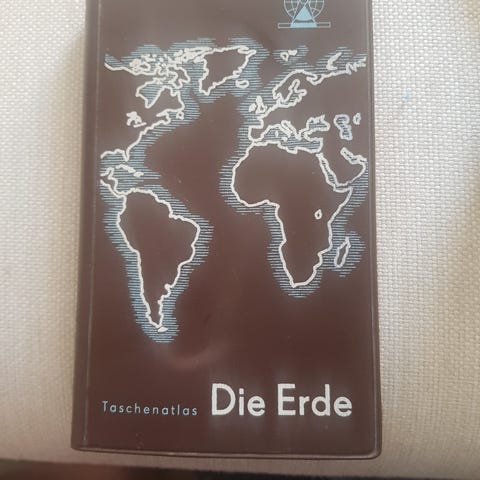 Taschenatlas Die Erde